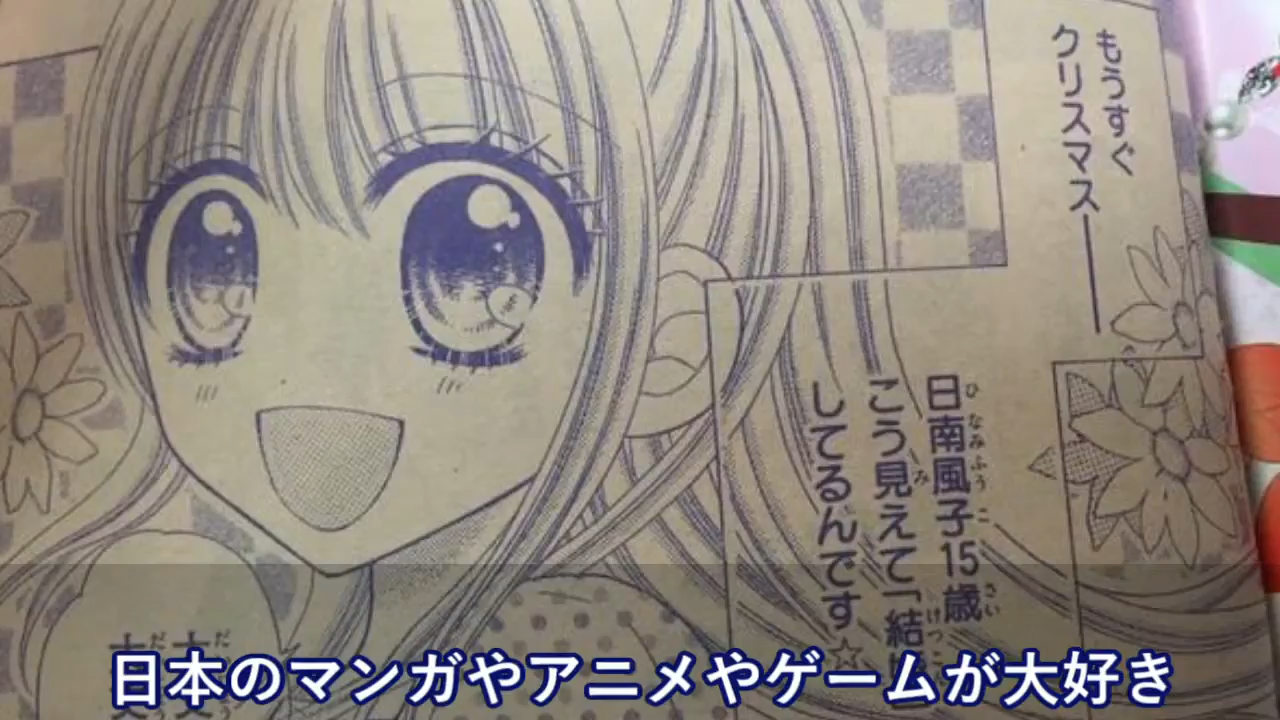 もうすぐ
クリスマス――
日南風子15歳
こう見えて「結
してるんです☆
日本のマンガやアニメやゲームが大好き